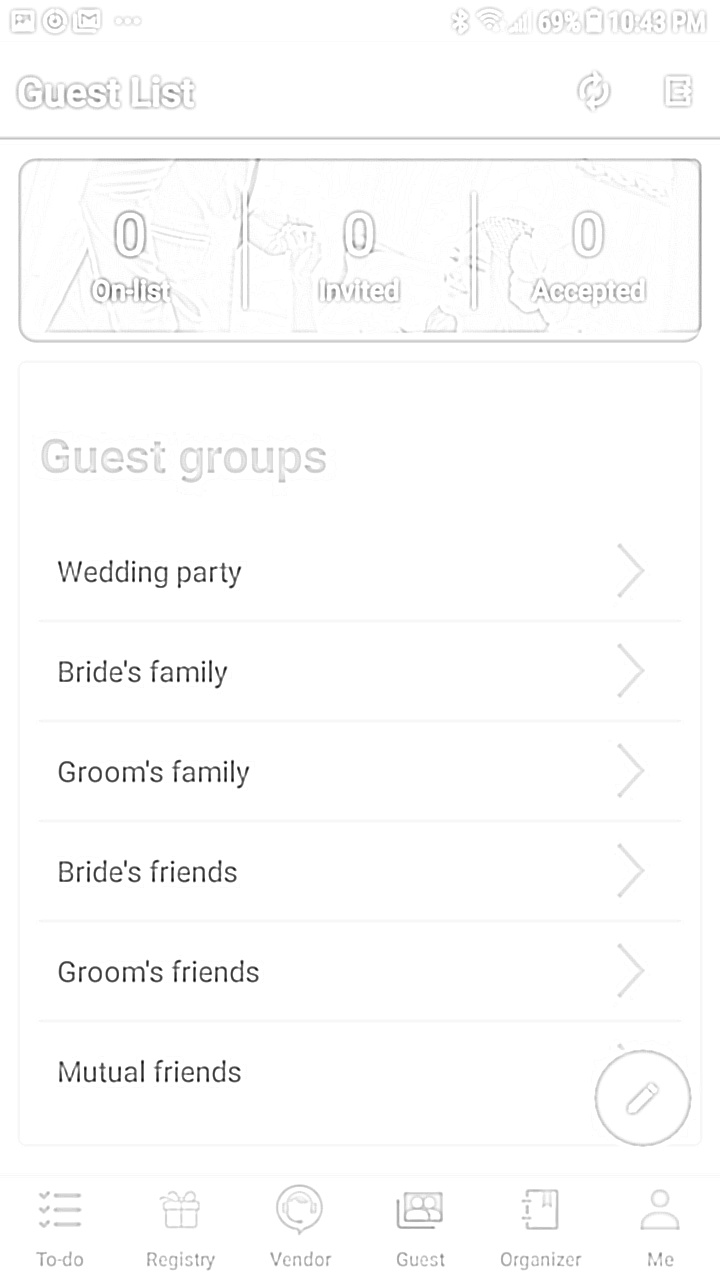 69% 10:43 PM
Guest List
0 0 0
On-list Invited Accepted
Guest groups
Wedding party
Bride's family
Groom's family
Bride's friends
Groom's friends
Mutual friends
To-do Registry Vendor Guest Organizer Me